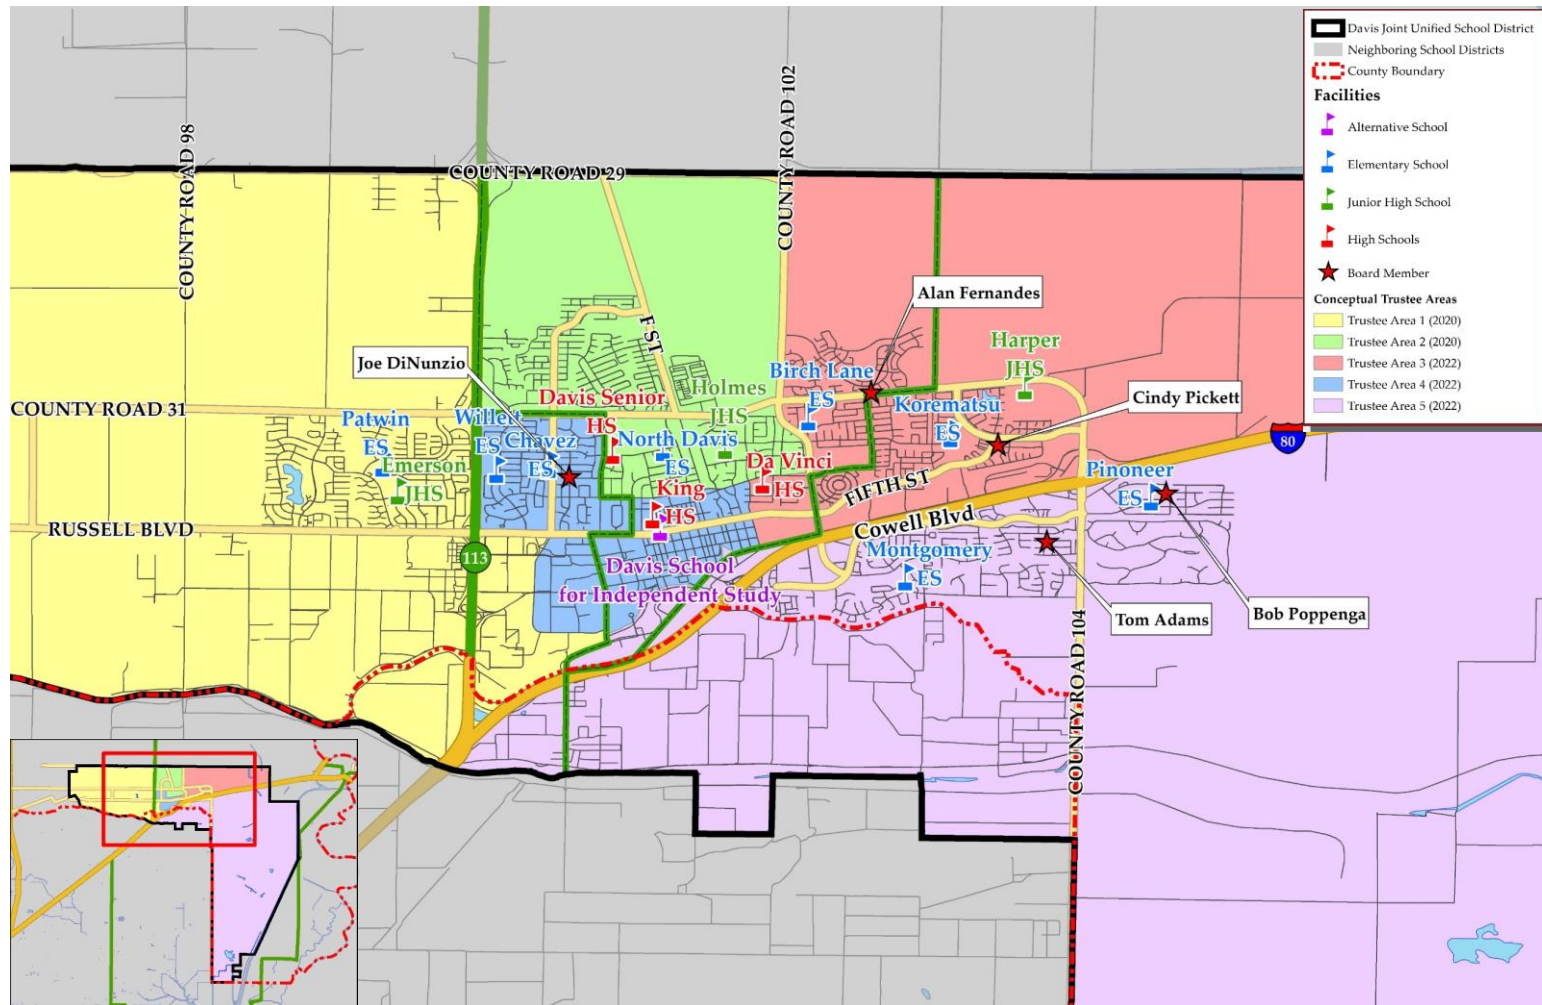 Davis Joint Unified School District
Neighboring School Districts
County Boundary
Facilities
Alternative School
Elementary School
Junior High School
High Schools
Board Member
Conceptual Trustee Areas
Trustee Area 1 (2020)
Trustee Area 2 (2020)
Trustee Area 3 (2022)
Trustee Area 4 (2022)
Trustee Area 5 (2022)
COUNTY ROAD 98
COUNTY ROAD 29
COUNTY ROAD 102
Alan Fernandes
F ST
Joe DiNunzio
Harper
JHS
Birch Lane
ES
Holmes
JHS
Cindy Pickett
Davis Senior
HS
Korematsu
ES
COUNTY ROAD 31
Patwin
ES
Willett
ES
Chavez
ES
North Davis
ES
80
Emerson
JHS
Da Vinci
HS
Pinoneer
ES
King
HS
FIFTH ST
RUSSELL BLVD
Cowell Blvd
113
Montgomery
ES
Davis School
for Independent Study
Tom Adams
Bob Poppenga
COUNTY ROAD 104